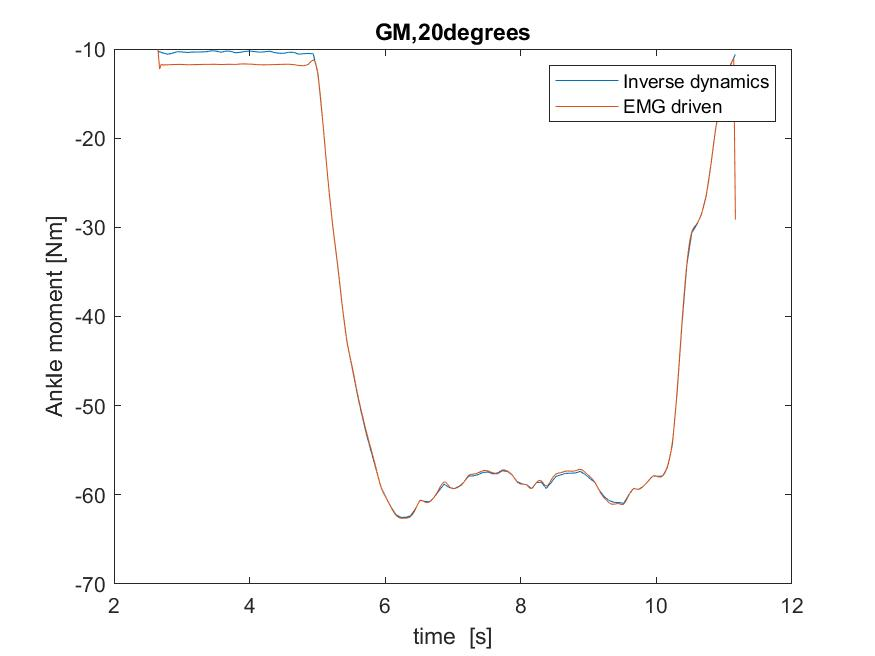 GM,20degrees
-10
-20
-30
-40
-50
-60
-70
Ankle moment [Nm]
Inverse dynamics
EMG driven
2 4 6 8 10 12
time [s]